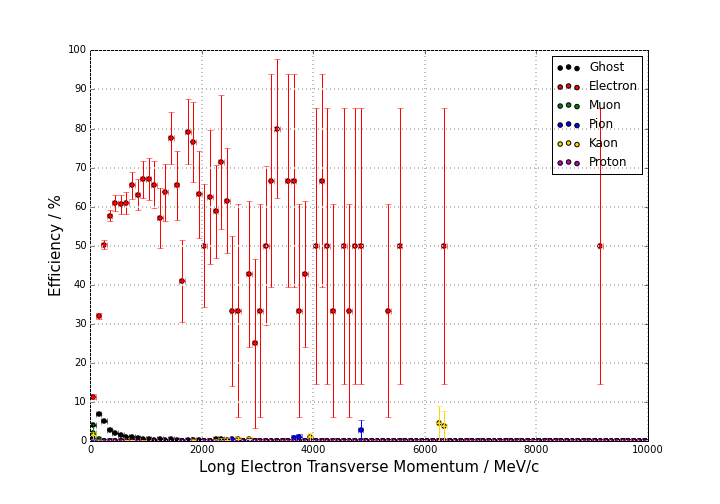 100
90
80
70
60
50
40
30
20
10
0
Efficiency / %
0 2000 4000 6000 8000 10000
Long Electron Transverse Momentum / MeV/c
Ghost
Electron
Muon
Pion
Kaon
Proton